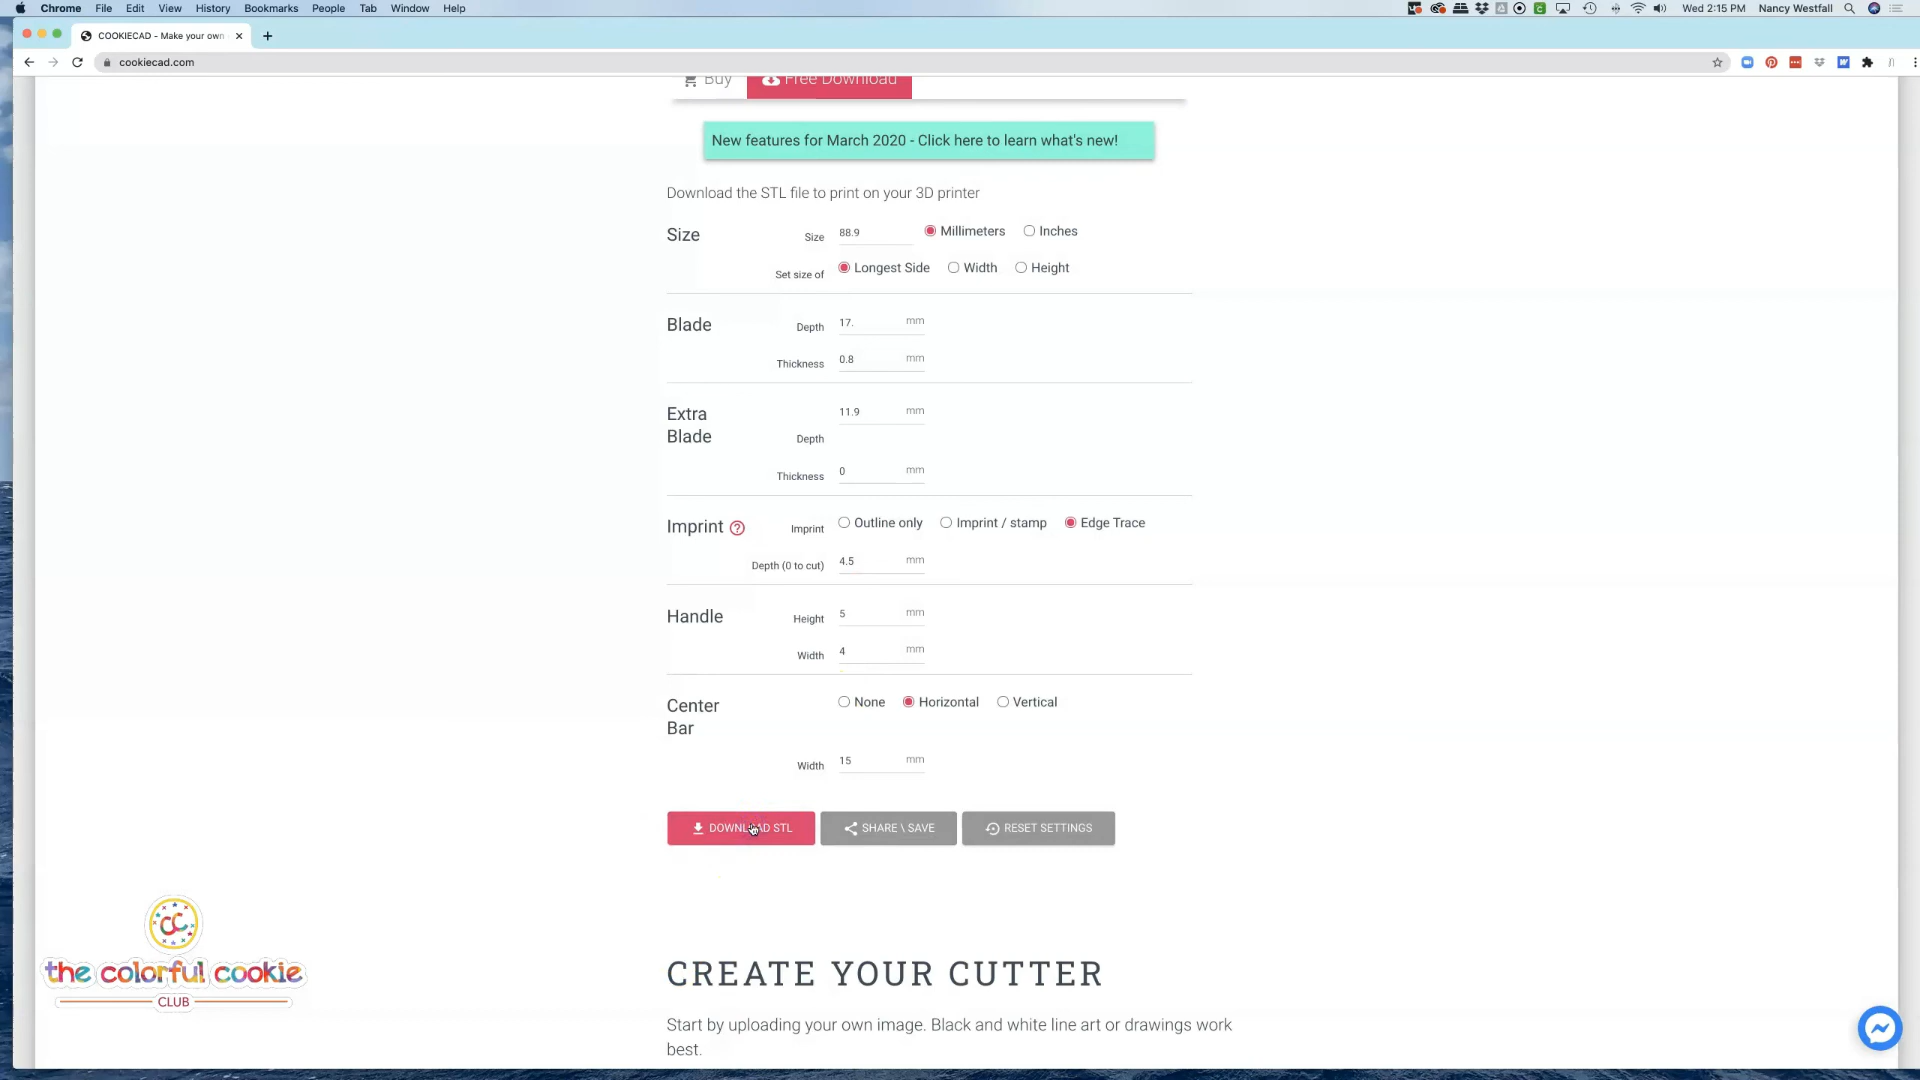 Chrome File Edit View History Bookmarks People Tab Window Help
Wed 2:15 PM Nancy Westfall
COOKIECAD - Make your own
cookiecad.com
Buy Free Download
New features for March 2020 - Click here to learn what's new!
Download the STL file to print on your 3D printer
Size Size 88.9 Millimeters Inches
Set size of Longest Side Width Height
Blade Depth 17. mm
Thickness 0.8 mm
Extra Blade Depth 11.9 mm
Thickness 0 mm
Imprint Imprint Outline only Imprint / stamp Edge Trace
Depth (0 to cut) 4.5 mm
Handle Height 5 mm
Width 4 mm
Center Bar None Horizontal Vertical
Width 15 mm
DOWNLOAD STL SHARE \ SAVE RESET SETTINGS
CC
the colorful cookie
CLUB
CREATE YOUR CUTTER
Start by uploading your own image. Black and white line art or drawings work
best.